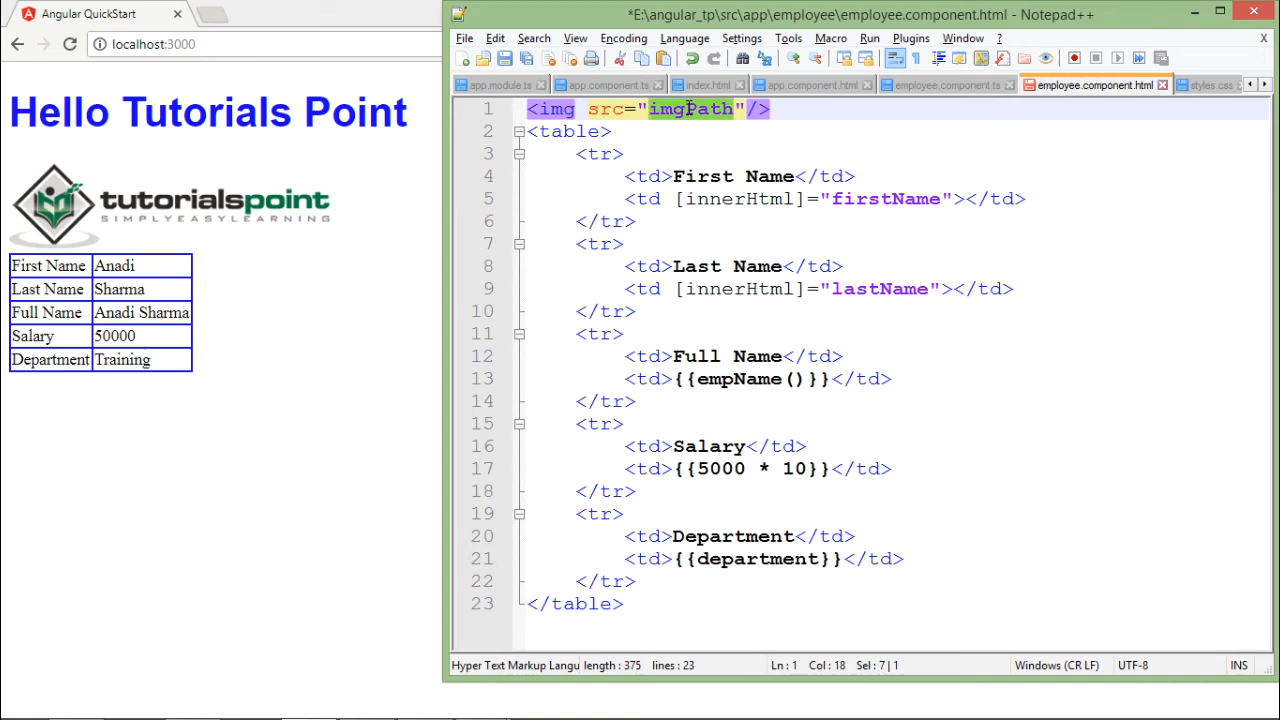 Angular QuickStart
localhost:3000
Hello Tutorials Point
tutorialspoint
SIMPLYEASYLEARNING
First Name Anadi
Last Name Sharma
Full Name Anadi Sharma
Salary 50000
Department Training
*E:\angular_tp\src\app\employee\employee.component.html - Notepad++
File Edit Search View Encoding Language Settings Tools Macro Run Plugins Window ? X
app.module.ts app.component.ts index.html app.component.html employee.component.ts employee.component.html styles.css
1 <img src="imgPath"/>
2 <table>
3 <tr>
4 <td>First Name</td>
5 <td [innerHtml]="firstName"></td>
6 </tr>
7 <tr>
8 <td>Last Name</td>
9 <td [innerHtml]="lastName"></td>
10 </tr>
11 <tr>
12 <td>Full Name</td>
13 <td>{{empName()}}</td>
14 </tr>
15 <tr>
16 <td>Salary</td>
17 <td>{{5000 * 10}}</td>
18 </tr>
19 <tr>
20 <td>Department</td>
21 <td>{{department}}</td>
22 </tr>
23 </table>
Hyper Text Markup Langu length : 375 lines : 23 Ln : 1 Col : 18 Sel : 7 | 1 Windows (CR LF) UTF-8 INS